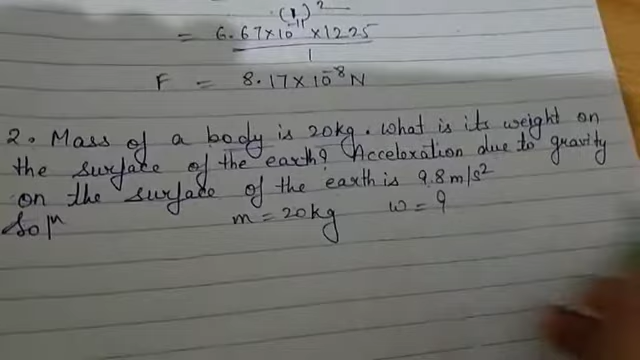 (1)²
= 6.67×10⁻¹¹ ×1225
1
F = 8.17×10⁻⁸ N
2. Mass of a body is 20kg. what is its weight on
the surface of the earth? Acceleration due to gravity
on the surface of the earth is 9.8m/s²
Solⁿ m = 20kg w = 9